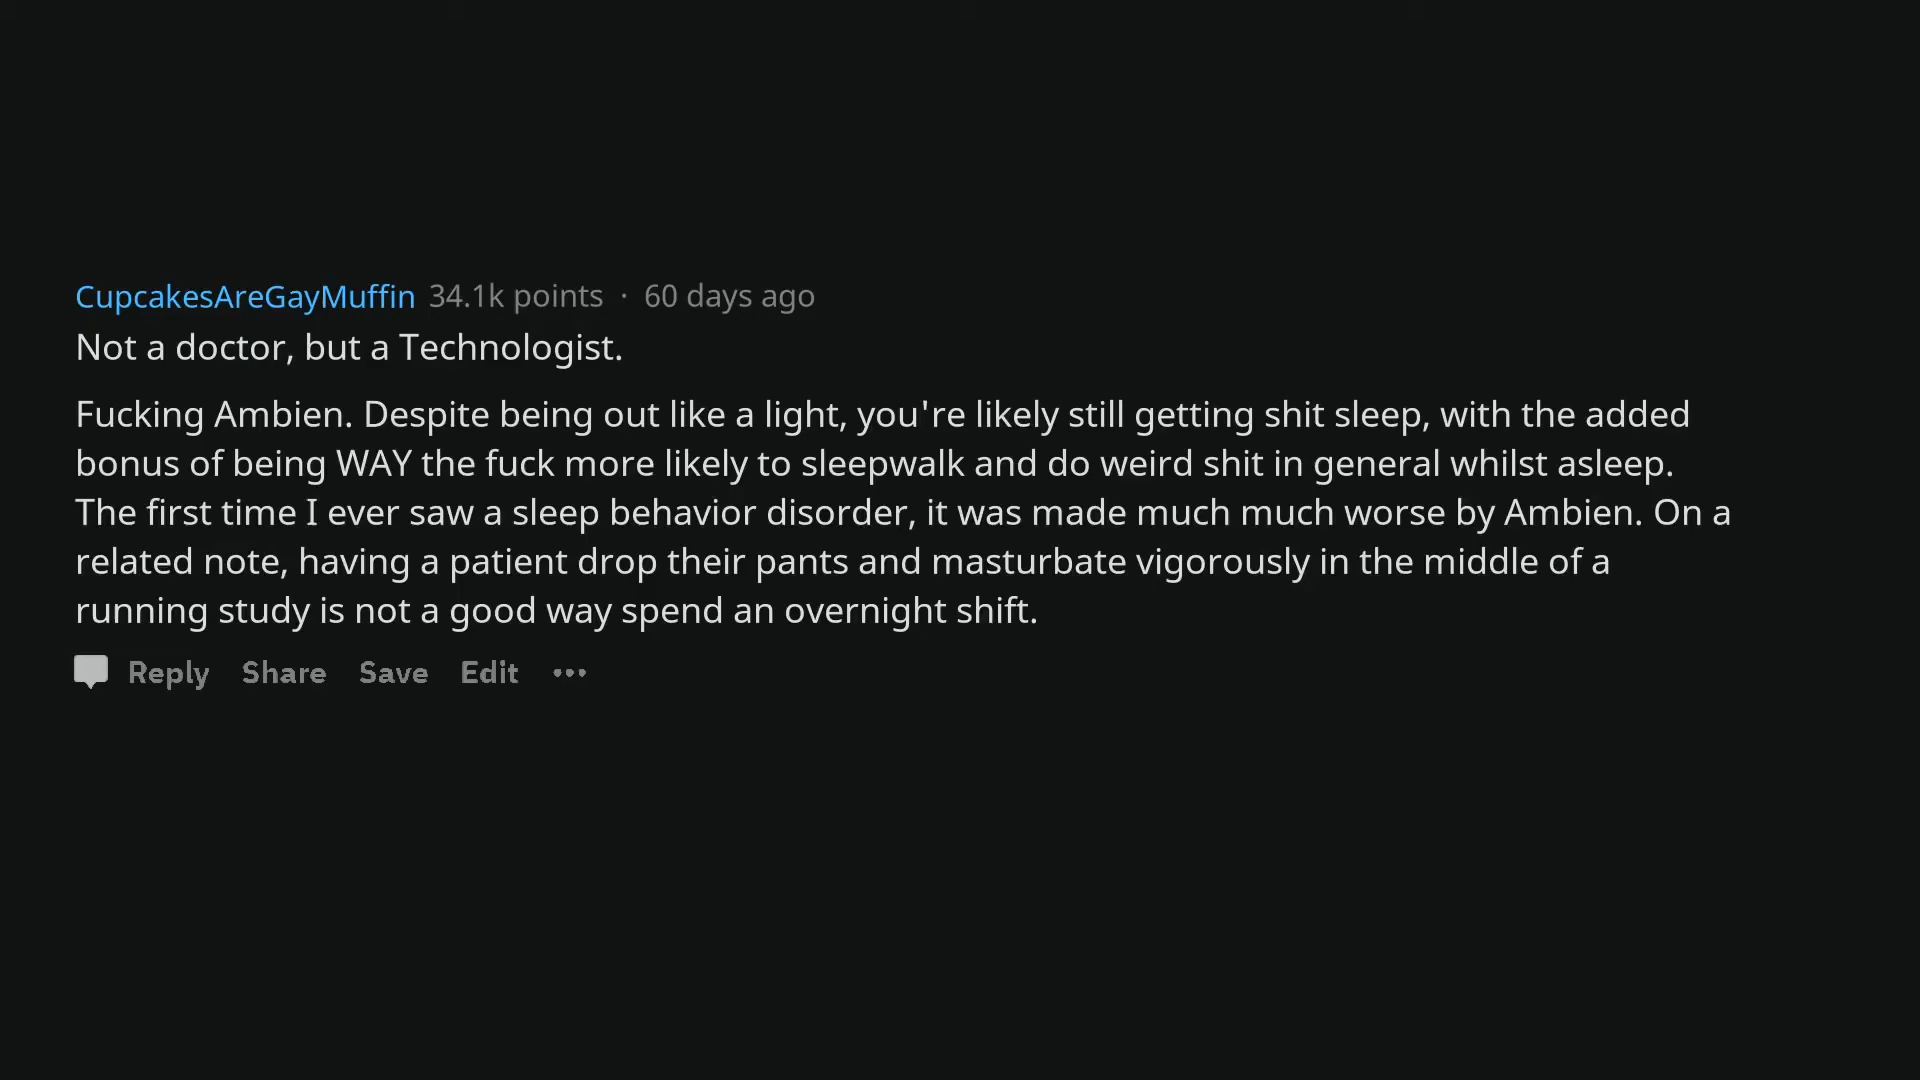 CupcakesAreGayMuffin 34.1k points · 60 days ago
Not a doctor, but a Technologist.
Fucking Ambien. Despite being out like a light, you're likely still getting shit sleep, with the added
bonus of being WAY the fuck more likely to sleepwalk and do weird shit in general whilst asleep.
The first time I ever saw a sleep behavior disorder, it was made much much worse by Ambien. On a
related note, having a patient drop their pants and masturbate vigorously in the middle of a
running study is not a good way spend an overnight shift.
Reply Share Save Edit •••